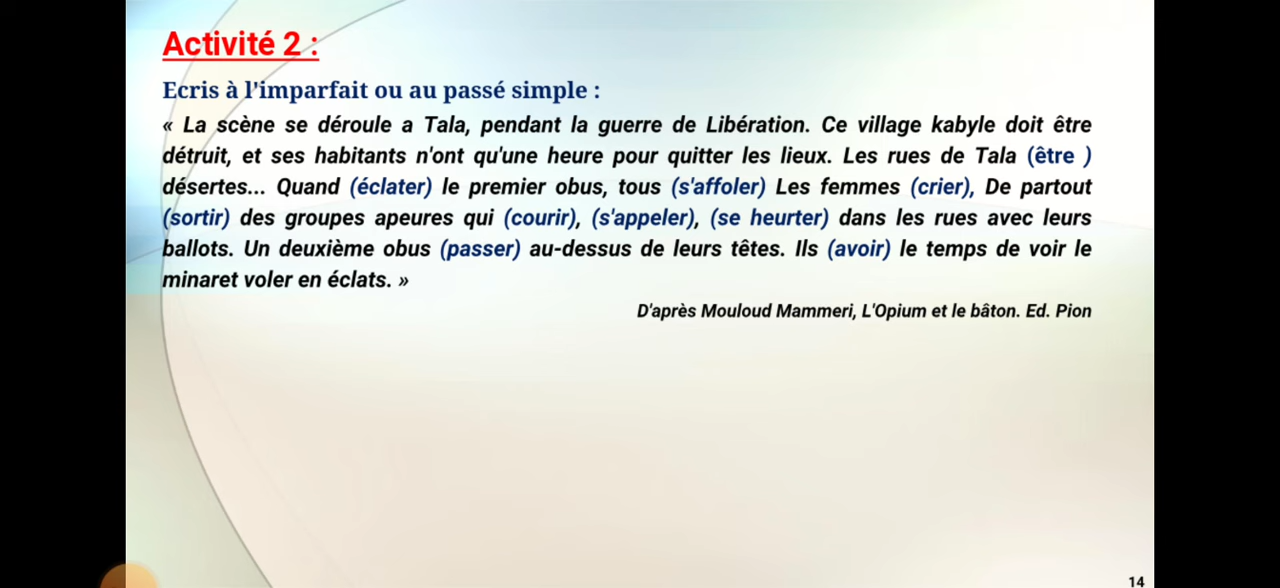 Activité 2 :
Ecris à l'imparfait ou au passé simple :
« La scène se déroule a Tala, pendant la guerre de Libération. Ce village kabyle doit être
détruit, et ses habitants n'ont qu'une heure pour quitter les lieux. Les rues de Tala (être )
désertes... Quand (éclater) le premier obus, tous (s'affoler) Les femmes (crier), De partout
(sortir) des groupes apeures qui (courir), (s'appeler), (se heurter) dans les rues avec leurs
ballots. Un deuxième obus (passer) au-dessus de leurs têtes. Ils (avoir) le temps de voir le
minaret voler en éclats. »
D'après Mouloud Mammeri, L'Opium et le bâton. Ed. Pion
14